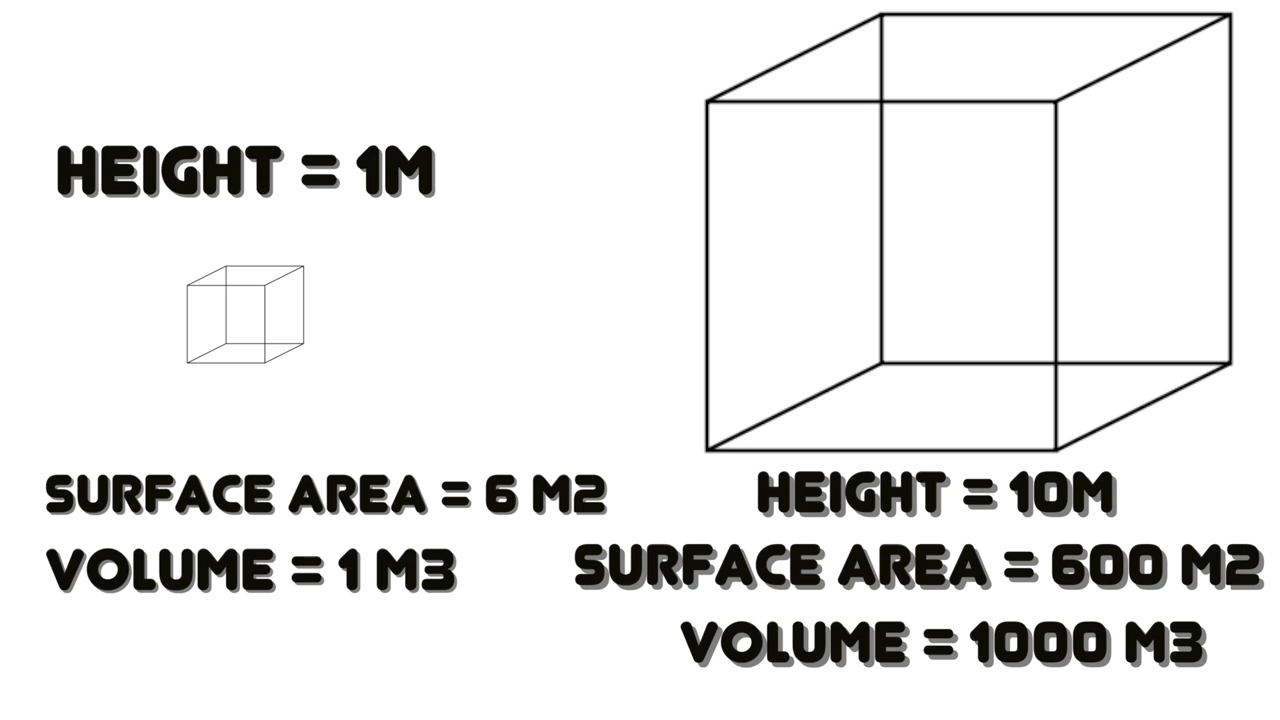 HEIGHT = 1M
SURFACE AREA = 6 M2
VOLUME = 1 M3
HEIGHT = 10M
SURFACE AREA = 600 M2
VOLUME = 1000 M3